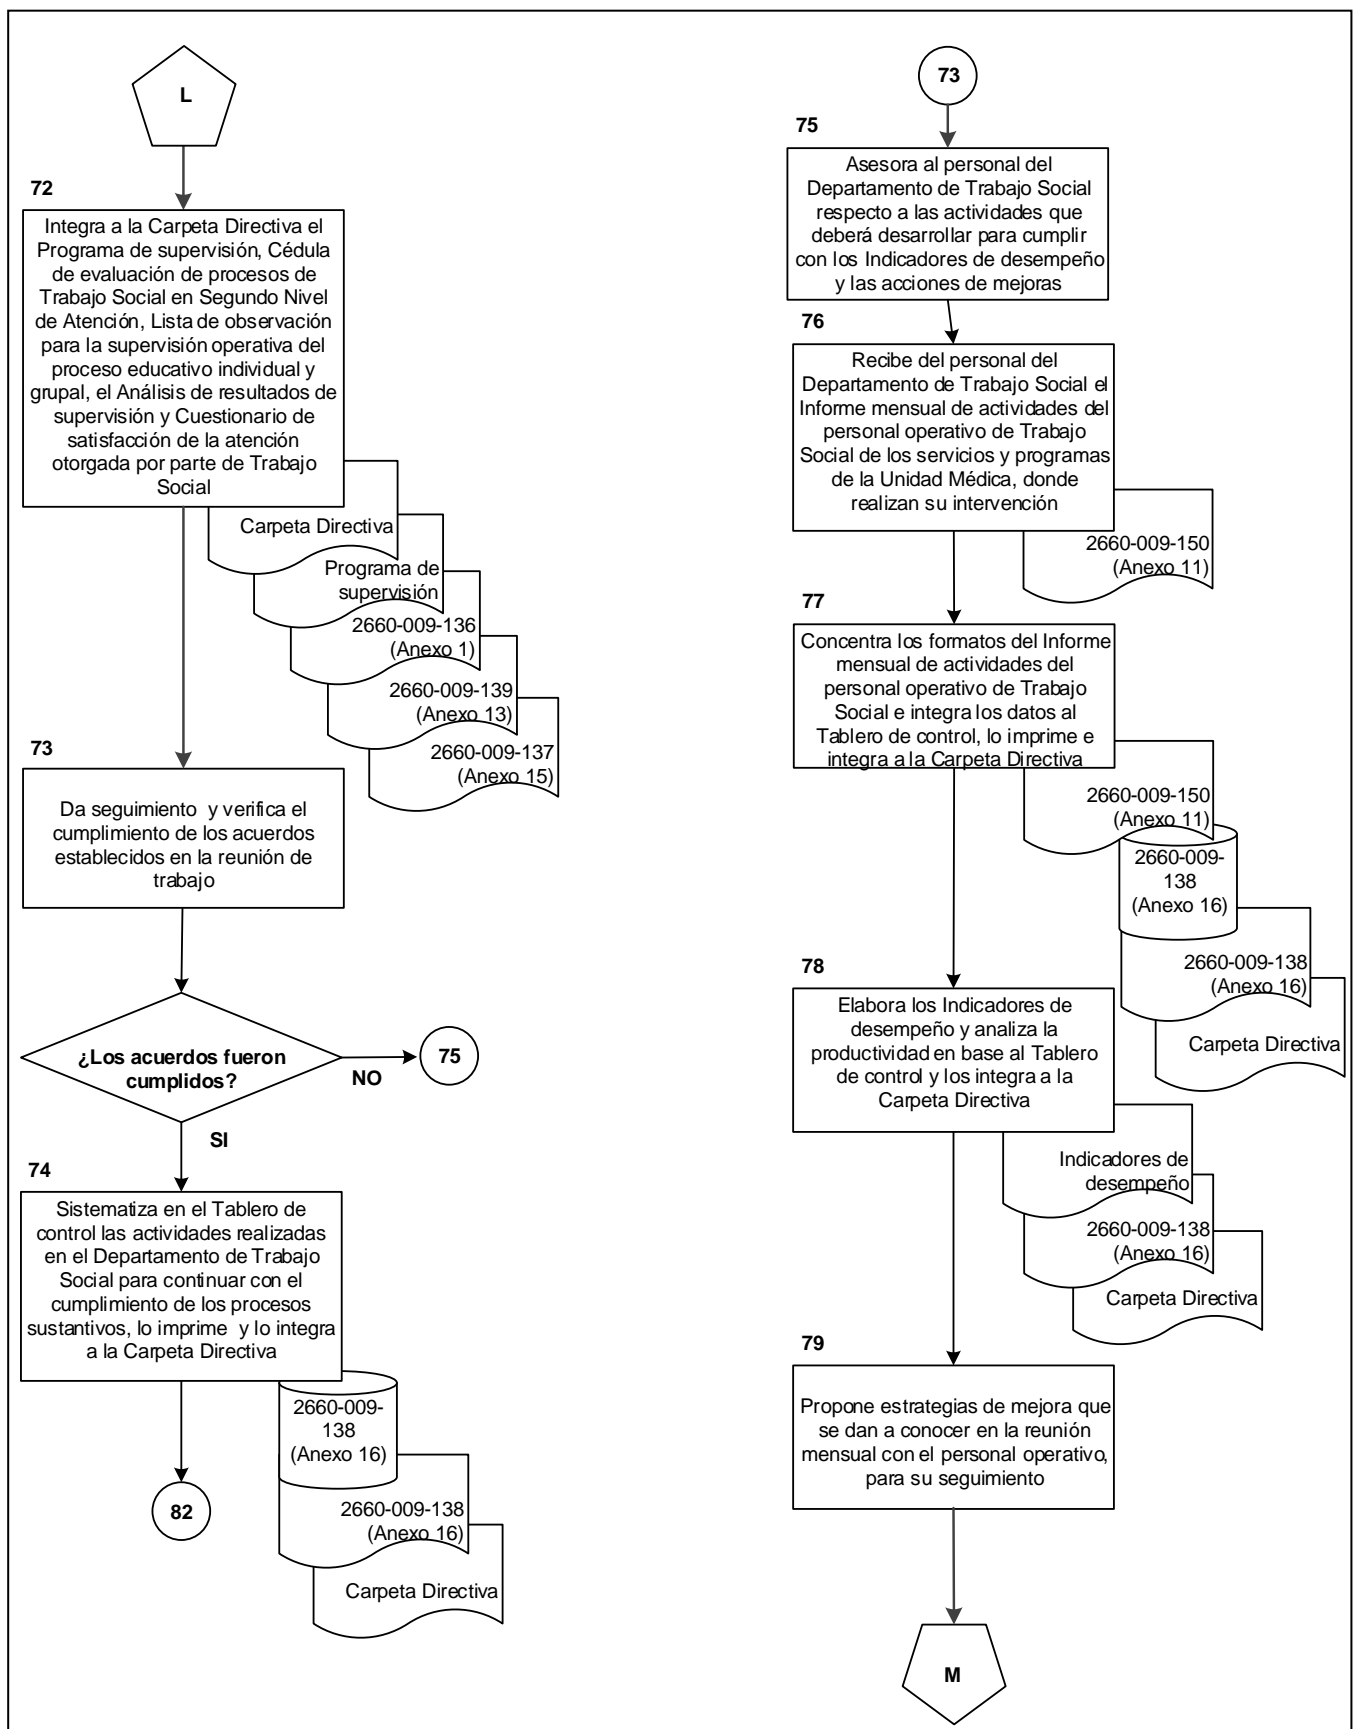 L
72
Integra a la Carpeta Directiva el
Programa de supervisión, Cédula
de evaluación de procesos de
Trabajo Social en Segundo Nivel
de Atención, Lista de observación
para la supervisión operativa del
proceso educativo individual y
grupal, el Análisis de resultados de
supervisión y Cuestionario de
satisfacción de la atención
otorgada por parte de Trabajo
Social
Carpeta Directiva
Programa de
supervisión
2660-009-136
(Anexo 1)
2660-009-139
(Anexo 13)
2660-009-137
(Anexo 15)
73
Da seguimiento y verifica el
cumplimiento de los acuerdos
establecidos en la reunión de
trabajo
¿Los acuerdos fueron
cumplidos?
NO
75
SI
74
Sistematiza en el Tablero de
control las actividades realizadas
en el Departamento de Trabajo
Social para continuar con el
cumplimiento de los procesos
sustantivos, lo imprime y lo integra
a la Carpeta Directiva
2660-009-
138
(Anexo 16)
2660-009-138
(Anexo 16)
Carpeta Directiva
82
73
75
Asesora al personal del
Departamento de Trabajo Social
respecto a las actividades que
deberá desarrollar para cumplir
con los Indicadores de desempeño
y las acciones de mejoras
76
Recibe del personal del
Departamento de Trabajo Social el
Informe mensual de actividades del
personal operativo de Trabajo
Social de los servicios y programas
de la Unidad Médica, donde
realizan su intervención
2660-009-150
(Anexo 11)
77
Concentra los formatos del Informe
mensual de actividades del
personal operativo de Trabajo
Social e integra los datos al
Tablero de control, lo imprime e
integra a la Carpeta Directiva
2660-009-150
(Anexo 11)
2660-009-
138
(Anexo 16)
2660-009-138
(Anexo 16)
Carpeta Directiva
78
Elabora los Indicadores de
desempeño y analiza la
productividad en base al Tablero
de control y los integra a la
Carpeta Directiva
Indicadores de
desempeño
2660-009-138
(Anexo 16)
Carpeta Directiva
79
Propone estrategias de mejora que
se dan a conocer en la reunión
mensual con el personal operativo,
para su seguimiento
M